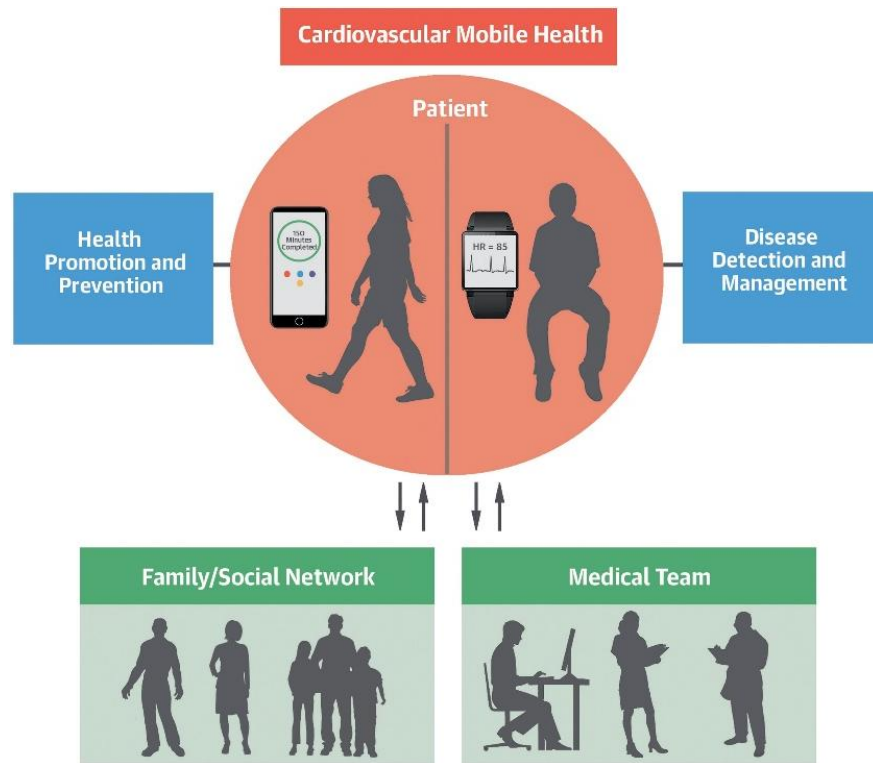 Cardiovascular Mobile Health
Patient
Health
Promotion and
Prevention
150
Minutes
Completed
HR = 85
Disease
Detection and
Management
Family/Social Network
Medical Team